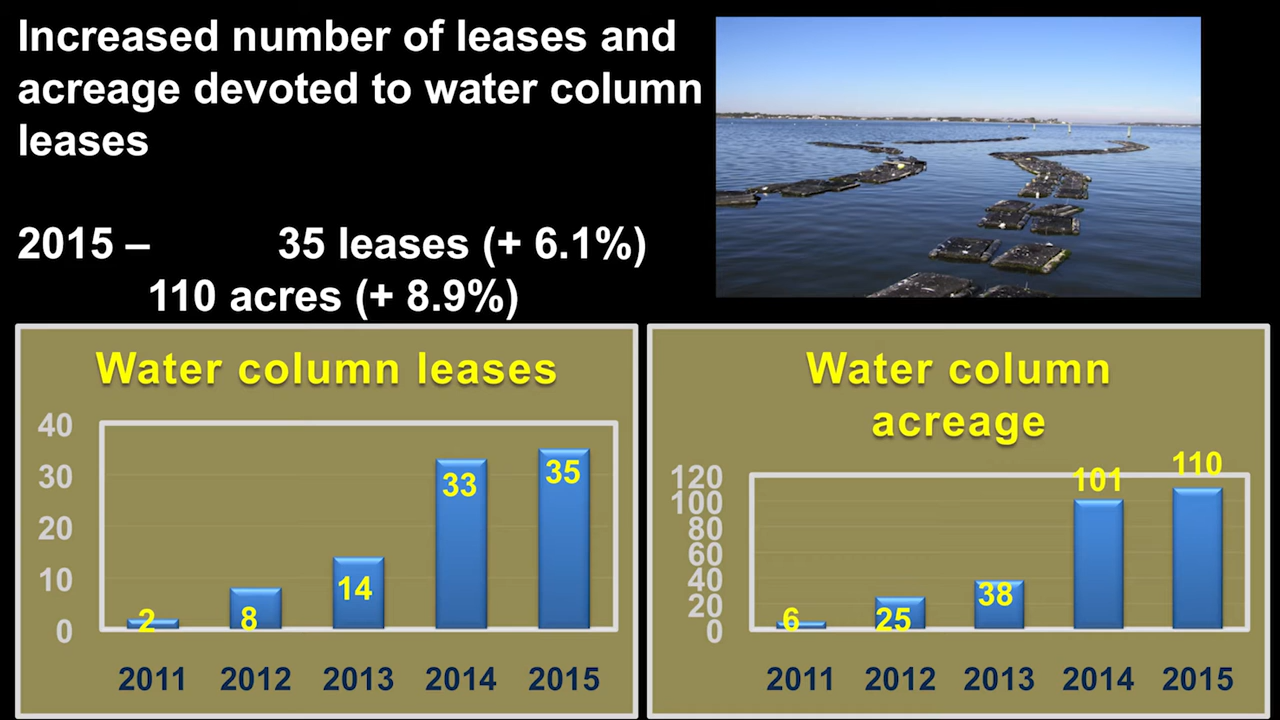 Increased number of leases and
acreage devoted to water column
leases
2015 – 35 leases (+ 6.1%)
110 acres (+ 8.9%)
Water column leases
40
30
20
10
0
2
8
14
33
35
2011 2012 2013 2014 2015
Water column
acreage
120
100
80
60
40
20
0
6
25
38
101
110
2011 2012 2013 2014 2015